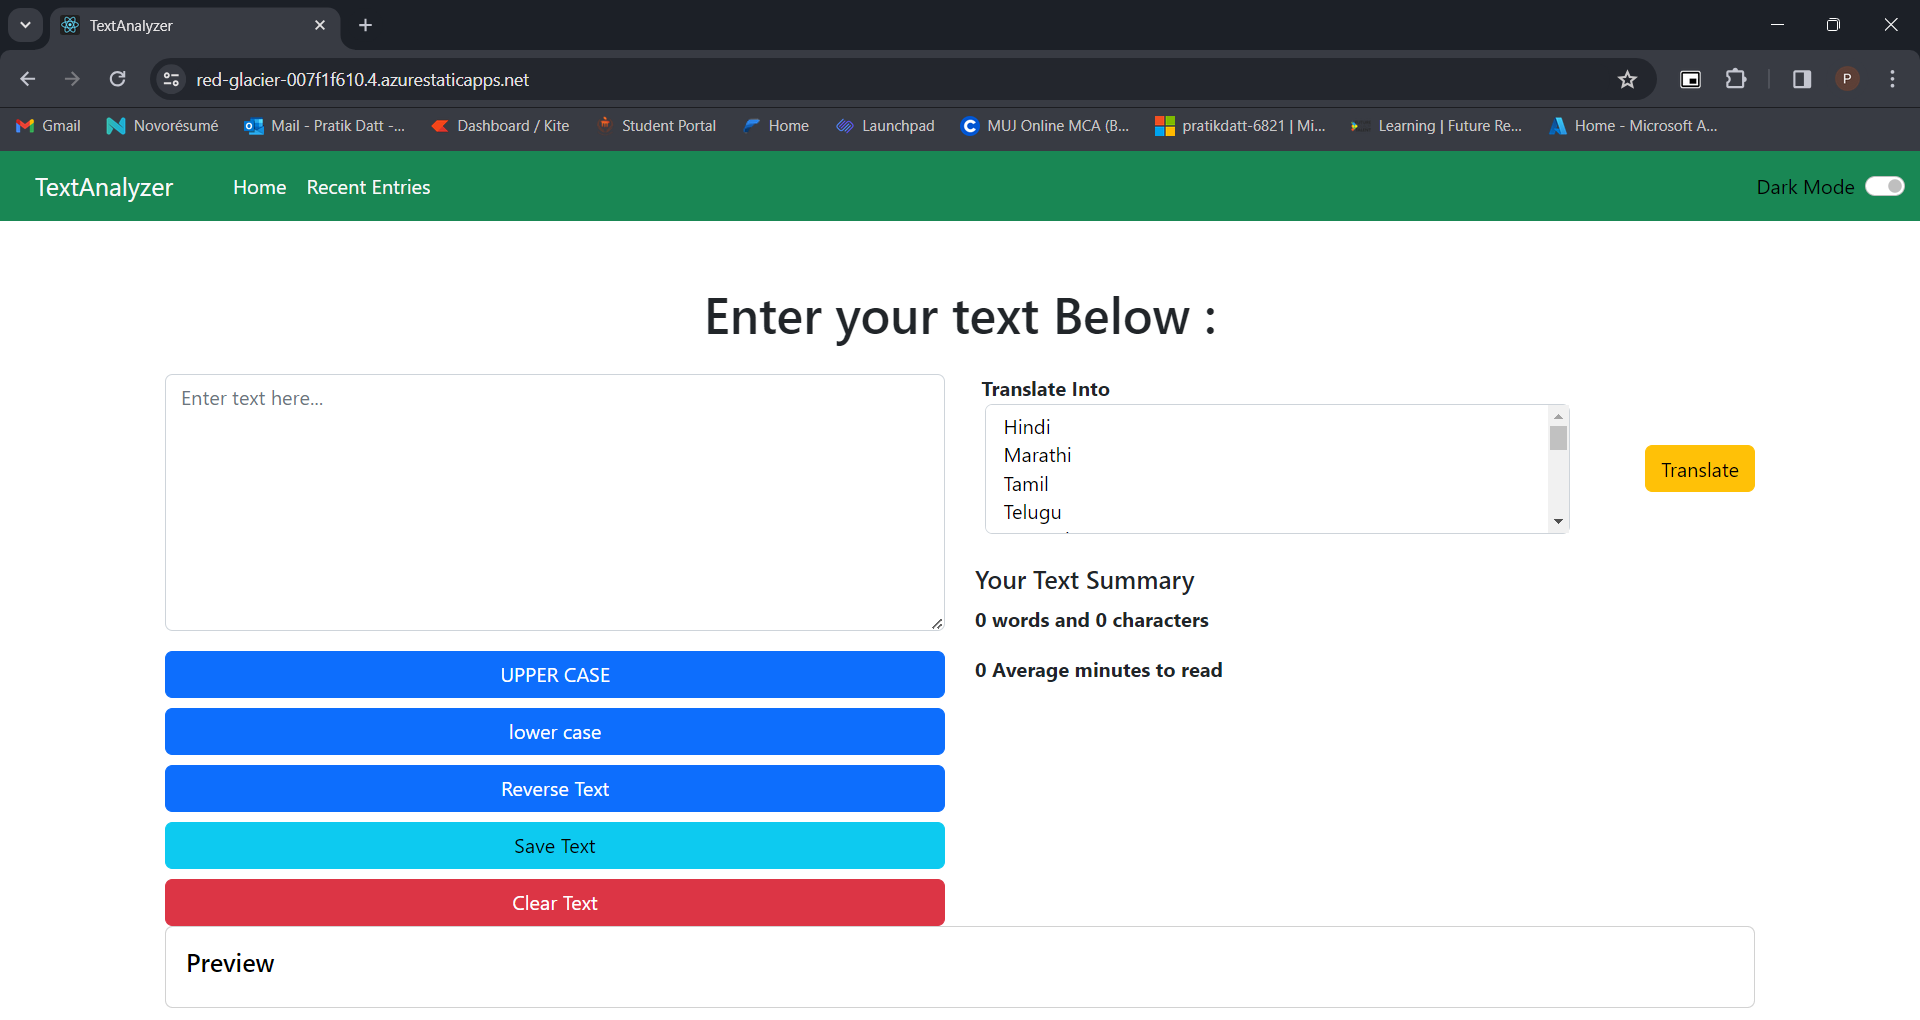 TextAnalyzer
red-glacier-007f1f610.4.azurestaticapps.net
P
Gmail Novorésumé Mail - Pratik Datt -... Dashboard / Kite Student Portal Home Launchpad MUJ Online MCA (B... pratikdatt-6821 | Mi... Learning | Future Re... Home - Microsoft A...
TextAnalyzer Home Recent Entries Dark Mode
Enter your text Below :
Enter text here...
Translate Into
Hindi
Marathi
Tamil
Telugu
Translate
Your Text Summary
0 words and 0 characters
0 Average minutes to read
UPPER CASE
lower case
Reverse Text
Save Text
Clear Text
Preview